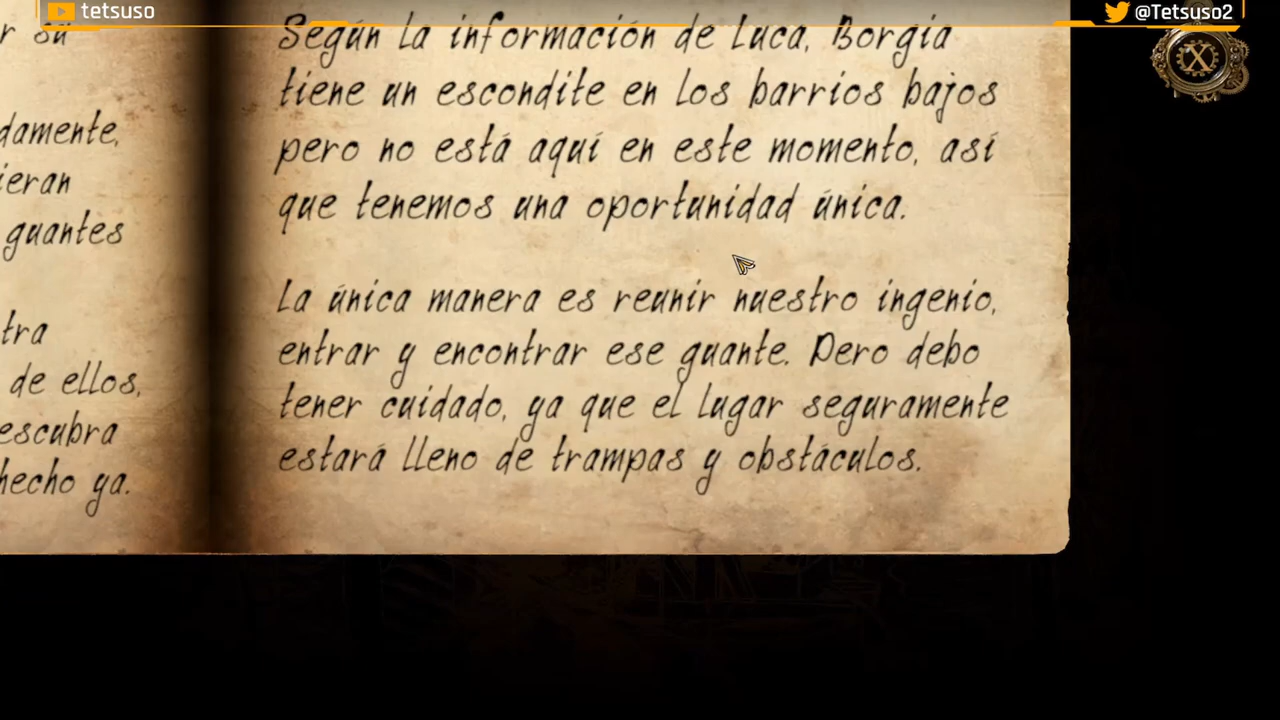 tetsuso
@Tetsuso2
damente,
ieran
guantes
tra
de ellos,
escubra
hecho ya.
Según la información de Luca, Borgia
tiene un escondite en los barrios bajos
pero no está aquí en este momento, así
que tenemos una oportunidad única.
La única manera es reunir nuestro ingenio,
entrar y encontrar ese guante. Pero debo
tener cuidado, ya que el lugar seguramente
estará lleno de trampas y obstáculos.
X